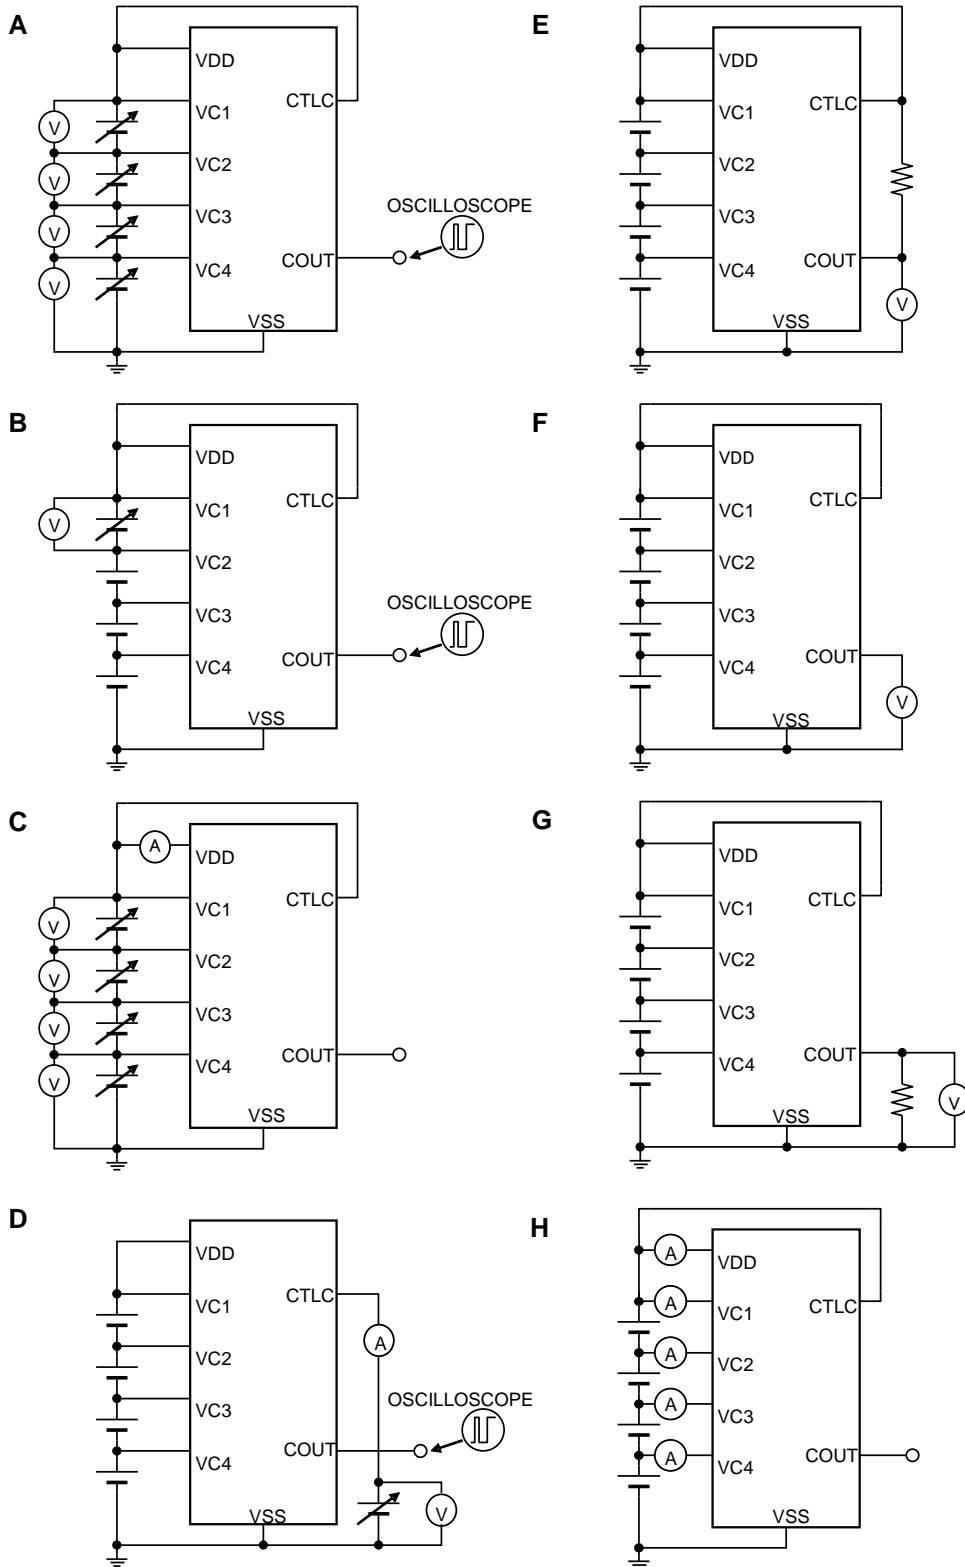 A
VDD
VC1
CTLC
V
VC2
V
VC3
V
OSCILLOSCOPE
VC4
COUT
V
VSS
B
VDD
VC1
CTLC
V
VC2
VC3
OSCILLOSCOPE
VC4
COUT
VSS
C
A
VDD
VC1
CTLC
V
VC2
V
VC3
V
VC4
COUT
V
VSS
D
VDD
VC1
CTLC
A
VC2
VC3
OSCILLOSCOPE
VC4
COUT
V
VSS
E
VDD
VC1
CTLC
VC2
VC3
VC4
COUT
V
VSS
F
VDD
VC1
CTLC
VC2
VC3
VC4
COUT
V
VSS
G
VDD
VC1
CTLC
VC2
VC3
VC4
COUT
V
VSS
H
A
VDD
A
VC1
CTLC
A
VC2
A
VC3
A
VC4
COUT
VSS